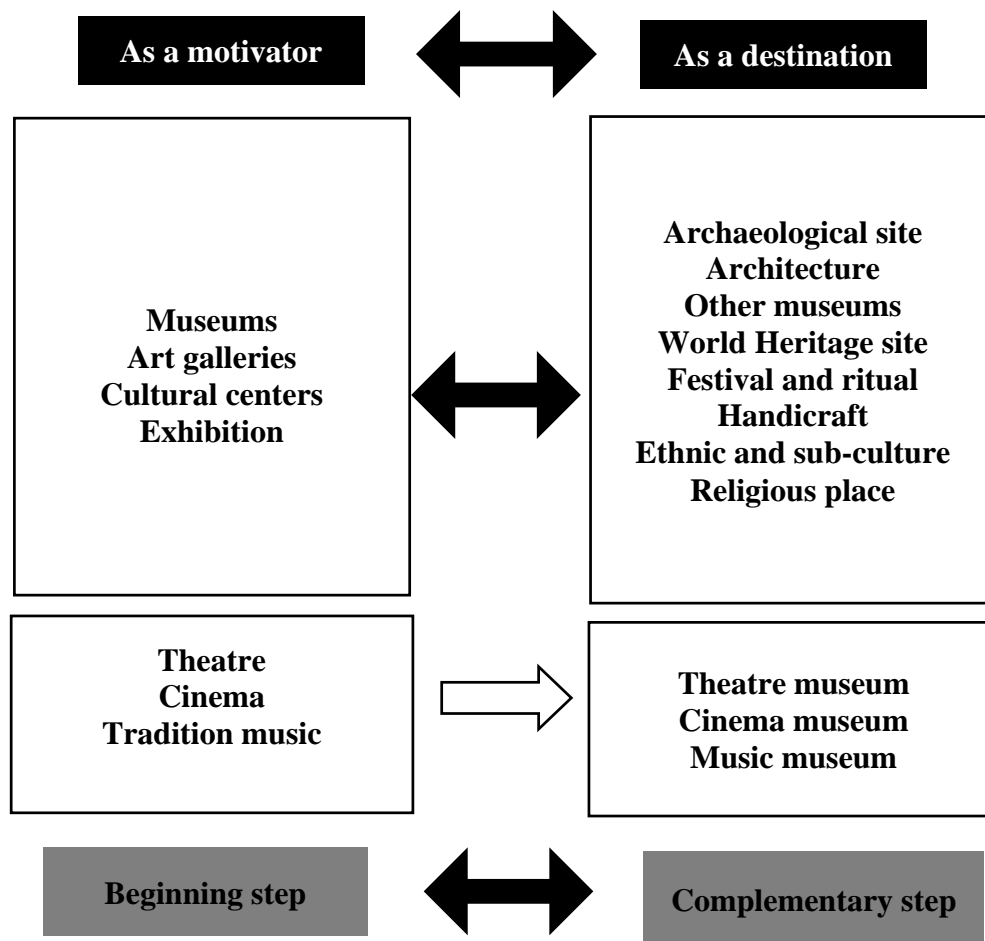 As a motivator
As a destination
Museums
Art galleries
Cultural centers
Exhibition
Archaeological site
Architecture
Other museums
World Heritage site
Festival and ritual
Handicraft
Ethnic and sub-culture
Religious place
Theatre
Cinema
Tradition music
Theatre museum
Cinema museum
Music museum
Beginning step
Complementary step